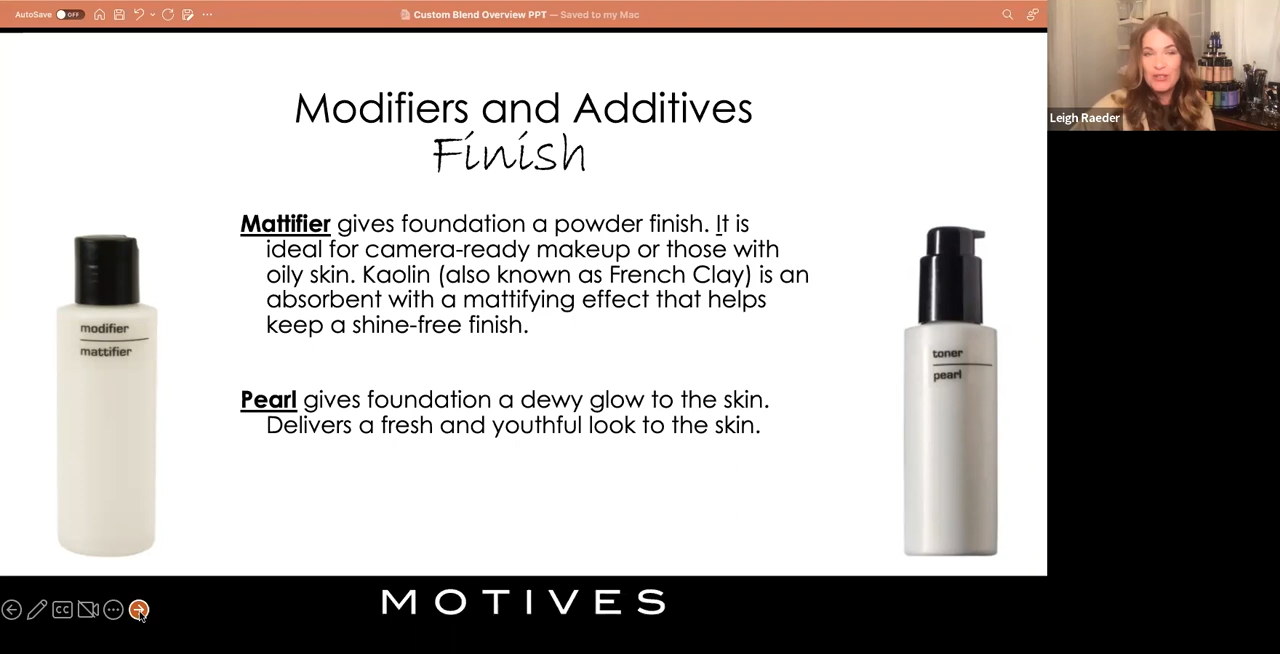 AutoSave OFF
Custom Blend Overview PPT — Saved to my Mac
Leigh Raeder
Modifiers and Additives
Finish
Mattifier gives foundation a powder finish. It is
ideal for camera-ready makeup or those with
oily skin. Kaolin (also known as French Clay) is an
absorbent with a mattifying effect that helps
keep a shine-free finish.
modifier
mattifier
toner
pearl
Pearl gives foundation a dewy glow to the skin.
Delivers a fresh and youthful look to the skin.
CC
MOTIVES